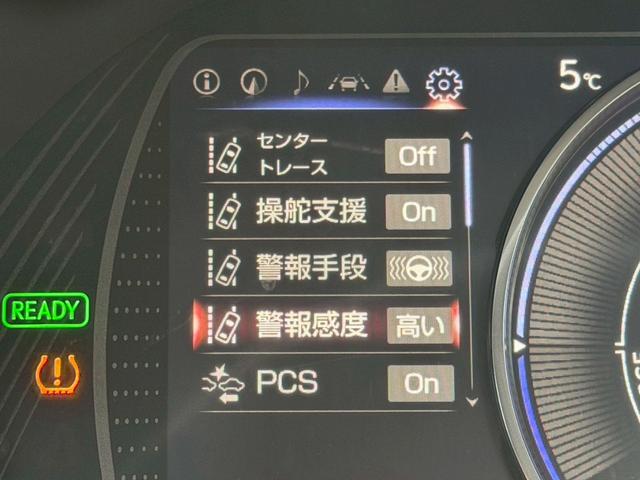 5℃
センター
トレース
Off
操舵支援 On
警報手段
警報感度 高い
READY
PCS On